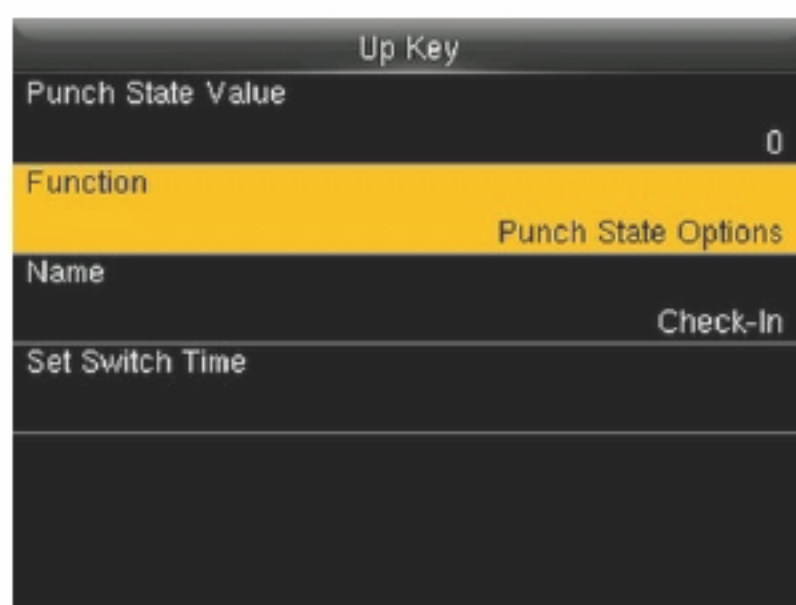 Up Key
Punch State Value
0
Function
Punch State Options
Name
Check-In
Set Switch Time